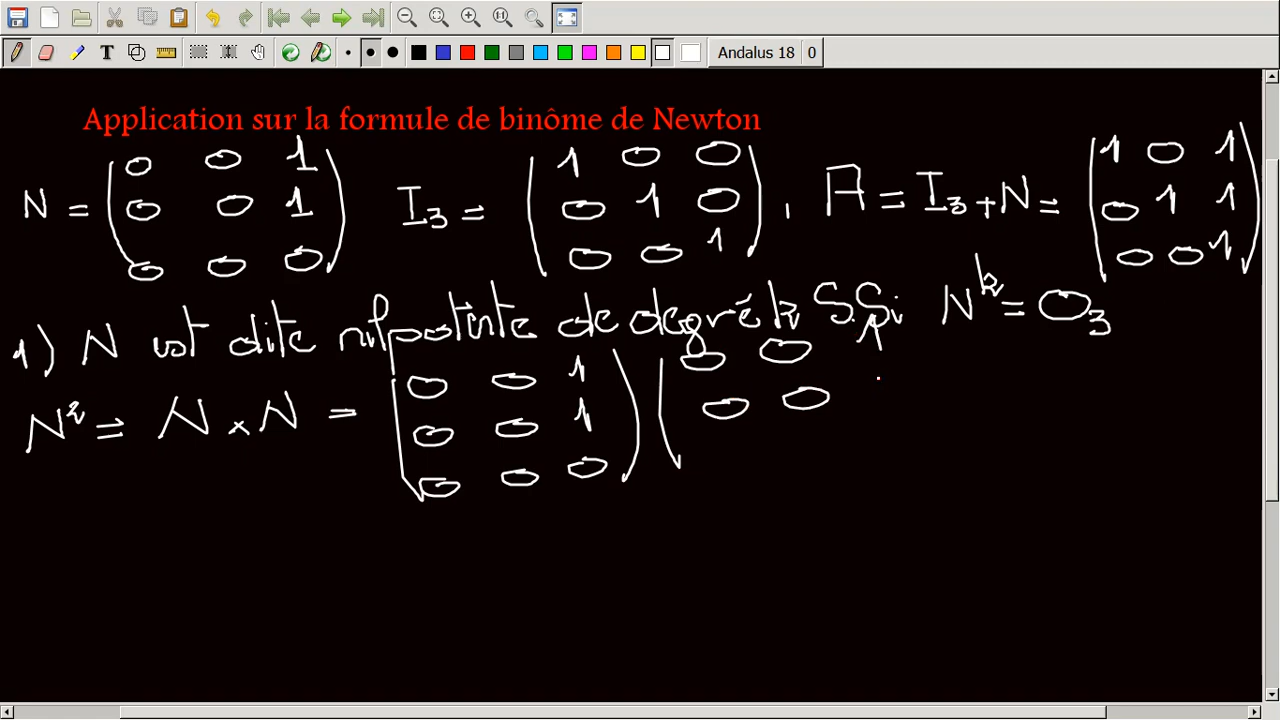 Andalus 18 0
Application sur la formule de binôme de Newton
N = (0 0 1 I₃ = (1 0 0 , A = I₃ + N = (1 0 1
0 0 1 0 1 0 0 1 1
0 0 0) 0 0 1) 0 0 1)
1) N est dite nilpotente de degré k S.Si N^k = O₃
N² = N × N = (0 0 1 (0 0
0 0 1 0 0
0 0 0)